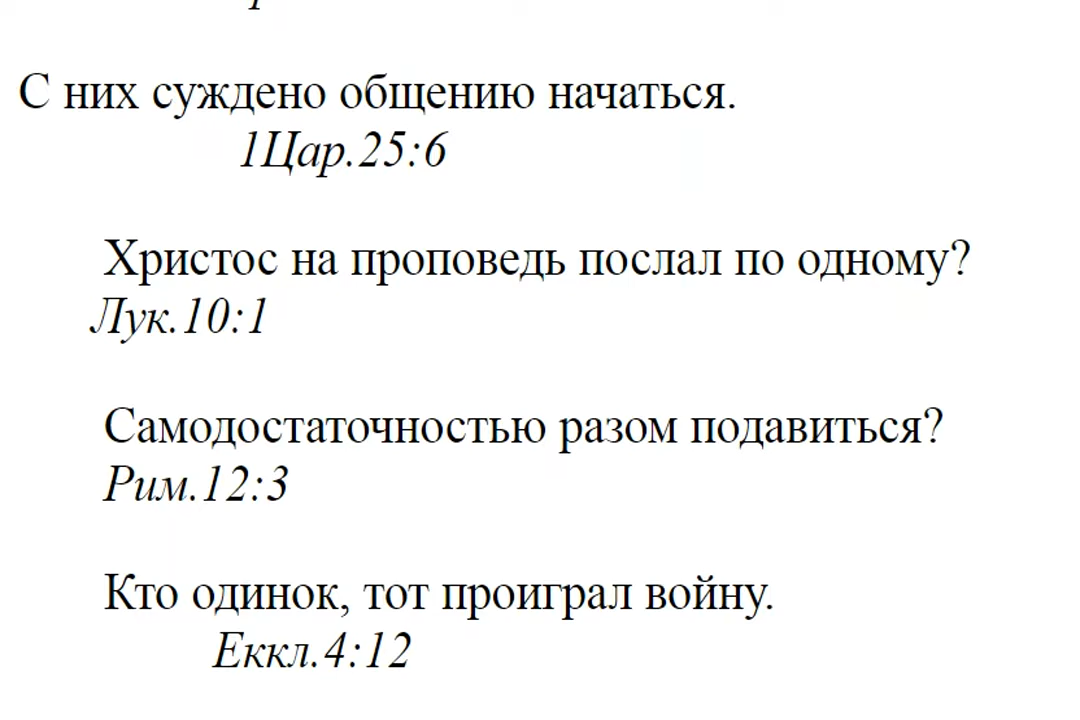 С них суждено общению начаться.
1Цар.25:6
Христос на проповедь послал по одному?
Лук.10:1
Самодостаточностью разом подавиться?
Рим.12:3
Кто одинок, тот проиграл войну.
Еккл.4:12